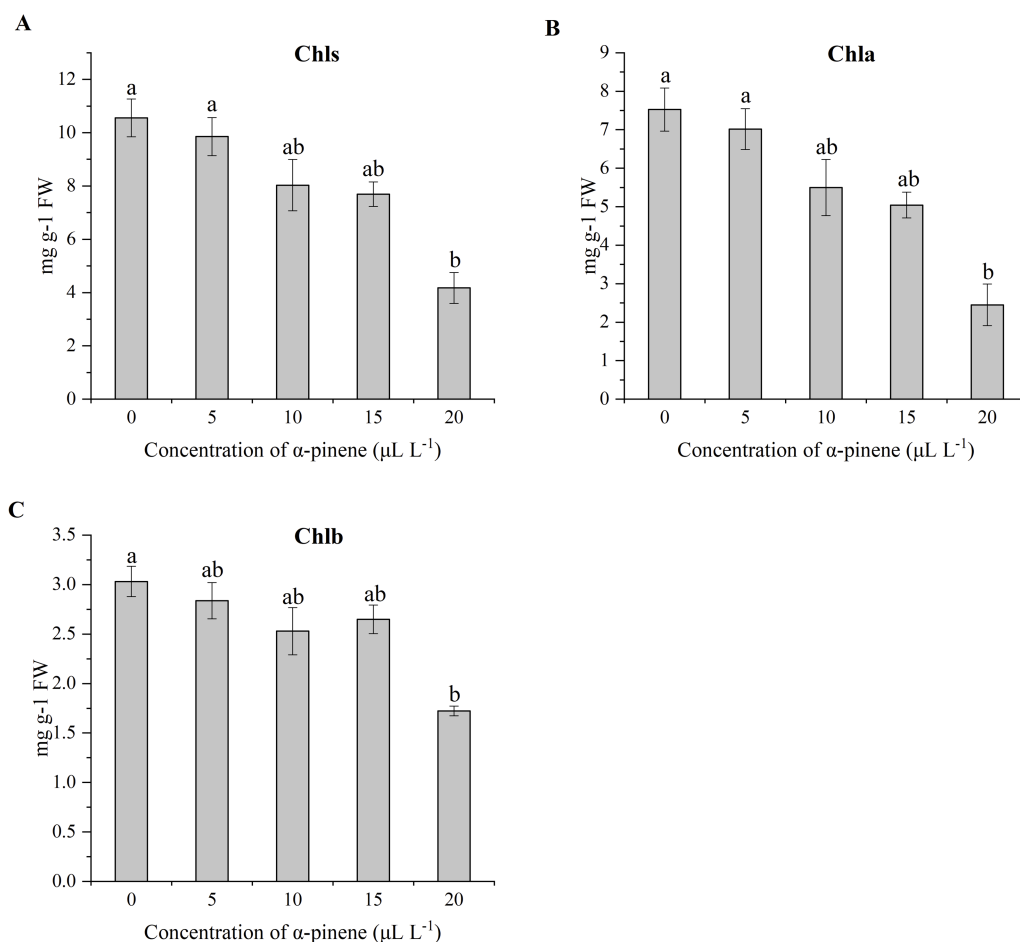 A
Chls
12
10
8
6
4
2
0
mg g-1 FW
a
a
ab
ab
b
0 5 10 15 20
Concentration of α-pinene (μL L⁻¹)
B
Chla
9
8
7
6
5
4
3
2
1
0
mg g-1 FW
a
a
ab
ab
b
0 5 10 15 20
Concentration of α-pinene (μL L⁻¹)
C
Chlb
3.5
3.0
2.5
2.0
1.5
1.0
0.5
0.0
mg g-1 FW
a
ab
ab
ab
b
0 5 10 15 20
Concentration of α-pinene (μL L⁻¹)